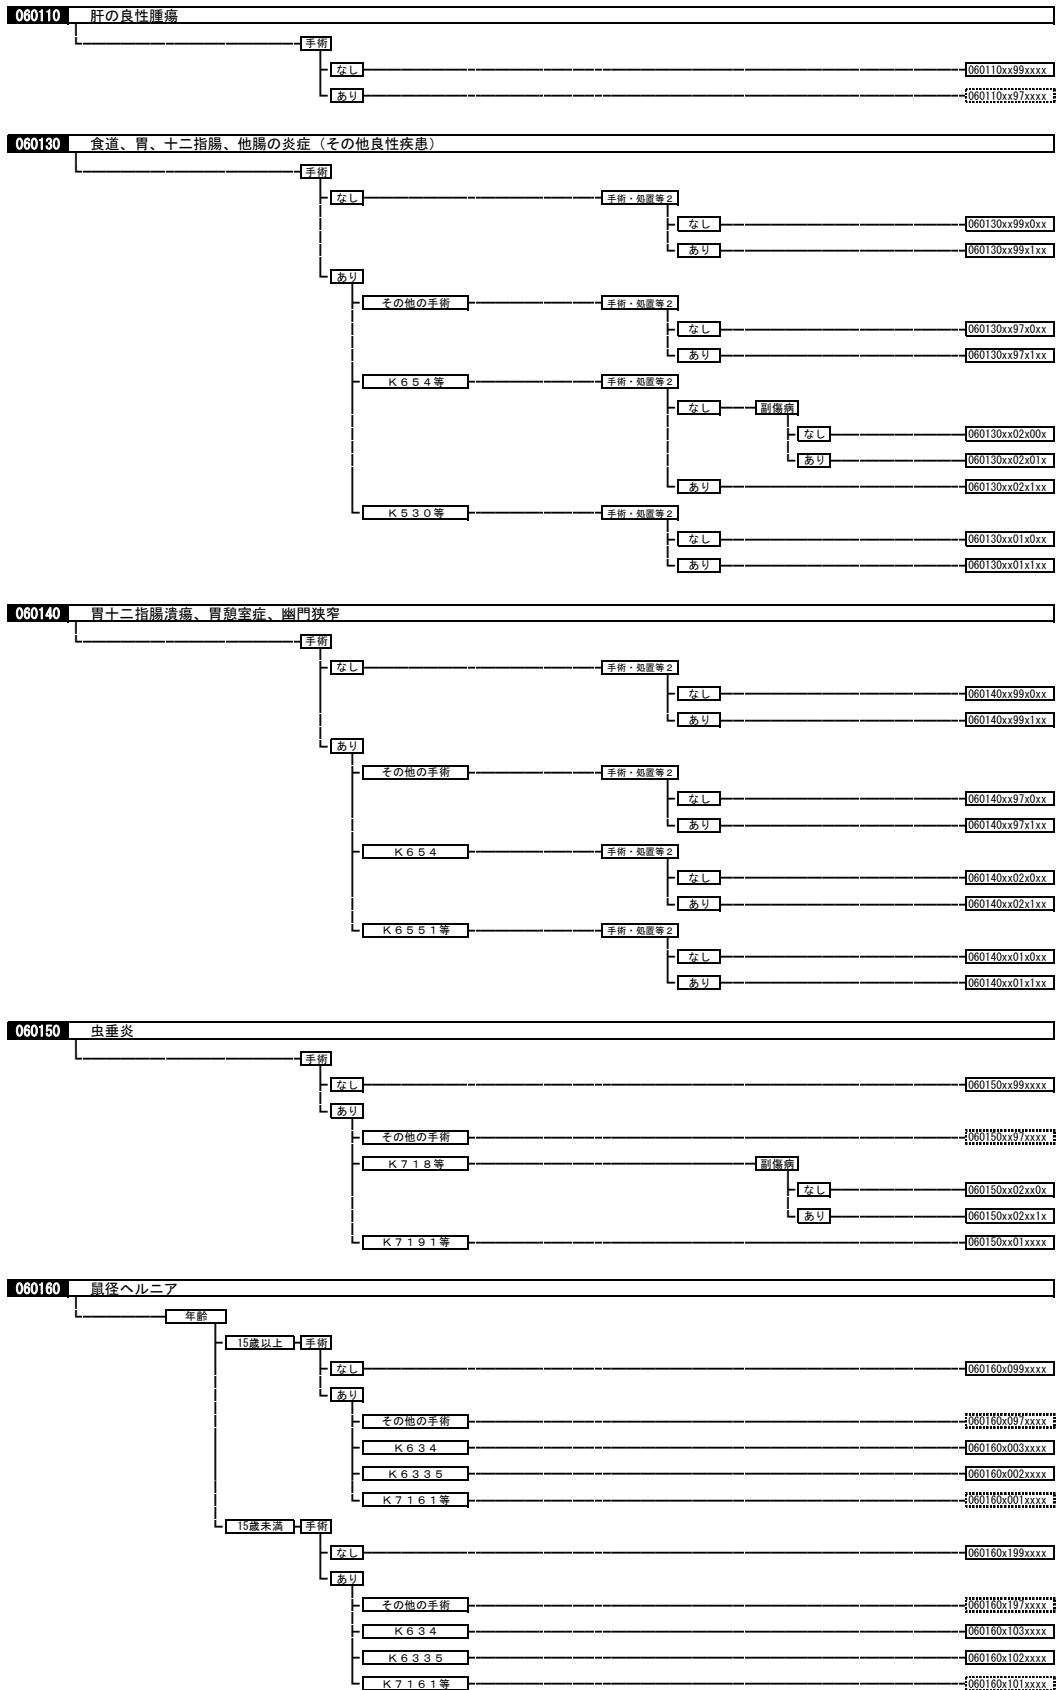 060110 肝の良性腫瘍
手術
なし 060110xx99xxxx
あり 060110xx97xxxx
060130 食道、胃、十二指腸、他腸の炎症（その他良性疾患）
手術
なし 手術・処置等２
なし 060130xx99x0xx
あり 060130xx99x1xx
あり
その他の手術 手術・処置等２
なし 060130xx97x0xx
あり 060130xx97x1xx
Ｋ６５４等 手術・処置等２
なし 副傷病
なし 060130xx02x00x
あり 060130xx02x01x
あり 060130xx02x1xx
Ｋ５３０等 手術・処置等２
なし 060130xx01x0xx
あり 060130xx01x1xx
060140 胃十二指腸潰瘍、胃憩室症、幽門狭窄
手術
なし 手術・処置等２
なし 060140xx99x0xx
あり 060140xx99x1xx
あり
その他の手術 手術・処置等２
なし 060140xx97x0xx
あり 060140xx97x1xx
Ｋ６５４ 手術・処置等２
なし 060140xx02x0xx
あり 060140xx02x1xx
Ｋ６５５１等 手術・処置等２
なし 060140xx01x0xx
あり 060140xx01x1xx
060150 虫垂炎
手術
なし 060150xx99xxxx
あり
その他の手術 060150xx97xxxx
Ｋ７１８等 副傷病
なし 060150xx02xx0x
あり 060150xx02xx1x
Ｋ７１９１等 060150xx01xxxx
060160 鼠径ヘルニア
年齢
15歳以上 手術
なし 060160x099xxxx
あり
その他の手術 060160x097xxxx
Ｋ６３４ 060160x003xxxx
Ｋ６３３５ 060160x002xxxx
Ｋ７１６１等 060160x001xxxx
15歳未満 手術
なし 060160x199xxxx
あり
その他の手術 060160x197xxxx
Ｋ６３４ 060160x103xxxx
Ｋ６３３５ 060160x102xxxx
Ｋ７１６１等 060160x101xxxx